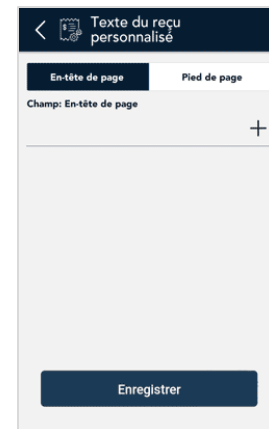 Texte du reçu
personnalisé
En-tête de page
Pied de page
Champ: En-tête de page
Enregistrer